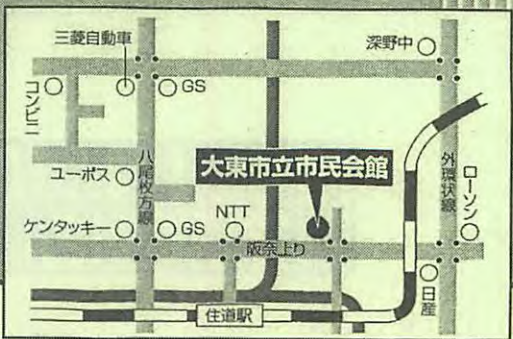 三菱自動車
深野中
コンビニ
GS
ユーポス
八尾枚方線
大東市立市民会館
外環状線
ローソン
ケンタッキー
GS
NTT
阪奈上り
日産
住道駅